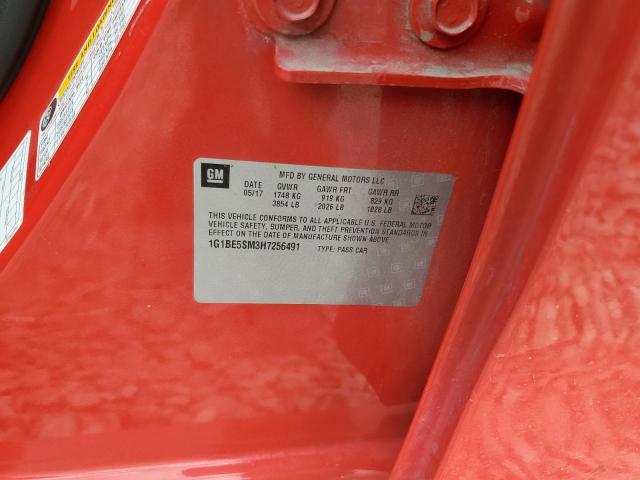 GM
MFD BY GENERAL MOTORS LLC
DATE GVWR GAWR FRT GAWR RR
05/17 1748 KG 919 KG 829 KG
3854 LB 2026 LB 1828 LB
THIS VEHICLE CONFORMS TO ALL APPLICABLE U.S. FEDERAL MOTOR
VEHICLE SAFETY, BUMPER, AND THEFT PREVENTION STANDARDS IN
EFFECT ON THE DATE OF MANUFACTURE SHOWN ABOVE.
1G1BE5SM3H7256491 TYPE: PASS CAR